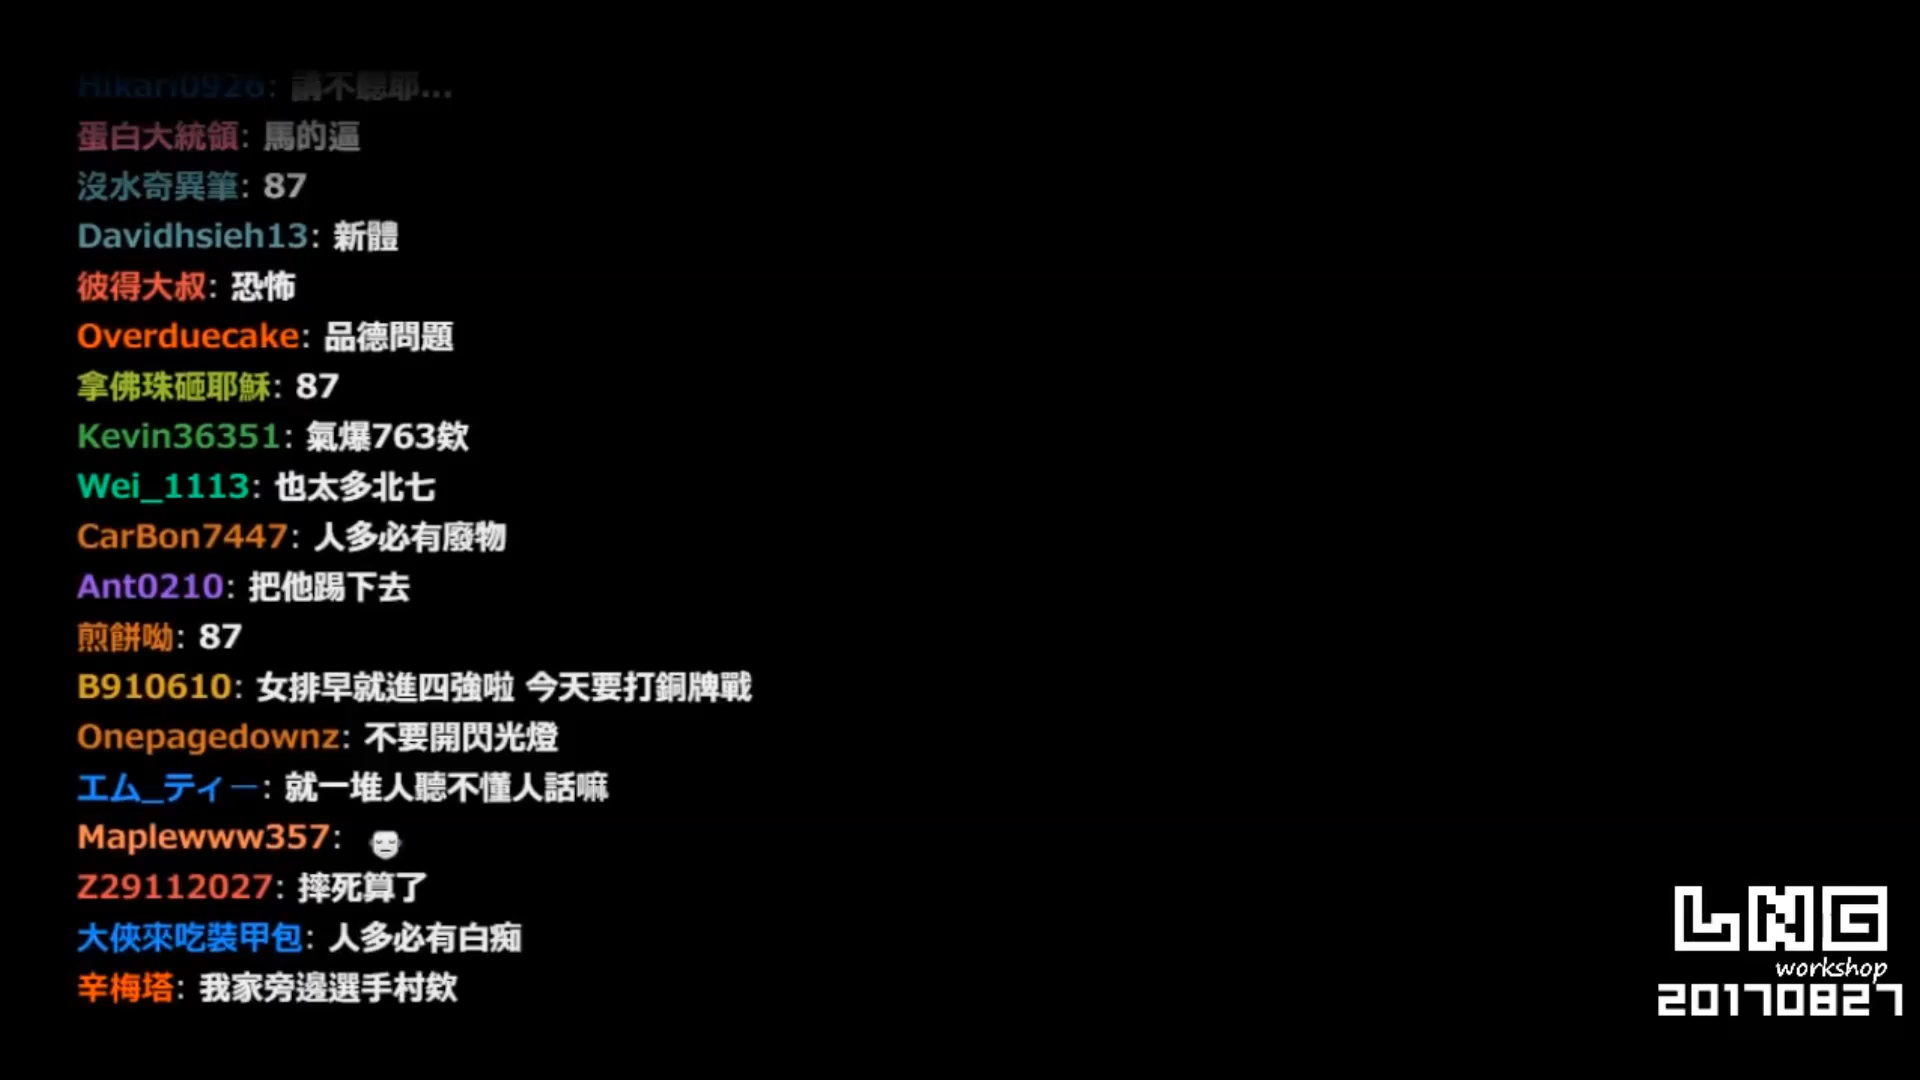 Hikari0926: 講不聽耶...
蛋白大統領: 馬的逼
沒水奇異筆: 87
Davidhsieh13: 新體
彼得大叔: 恐怖
Overduecake: 品德問題
拿佛珠砸耶穌: 87
Kevin36351: 氣爆763欸
Wei_1113: 也太多北七
CarBon7447: 人多必有廢物
Ant0210: 把他踢下去
煎餅呦: 87
B910610: 女排早就進四強啦 今天要打銅牌戰
Onepagedownz: 不要開閃光燈
エム_ティー: 就一堆人聽不懂人話嘛
Maplewww357:
Z29112027: 摔死算了
大俠來吃裝甲包: 人多必有白痴
辛梅塔: 我家旁邊選手村欸
LNG
workshop
20170827